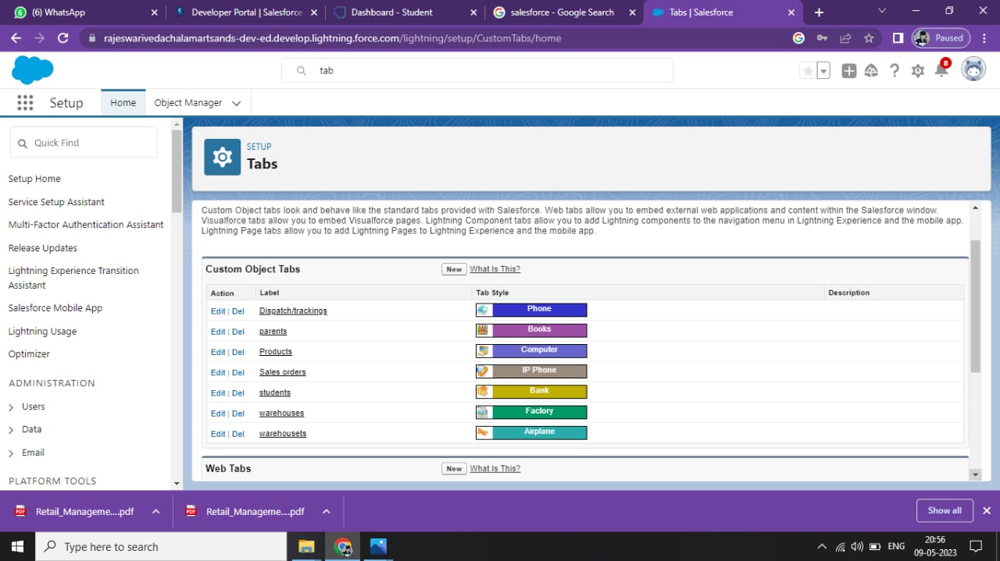 (6) WhatsApp
Developer Portal | Salesforce
Dashboard - Student
salesforce - Google Search
Tabs | Salesforce
rajeswarivedachalamartsands-dev-ed.develop.lightning.force.com/lightning/setup/CustomTabs/home
Paused
tab
8
Setup
Home
Object Manager
Quick Find
Setup Home
Service Setup Assistant
Multi-Factor Authentication Assistant
Release Updates
Lightning Experience Transition
Assistant
Salesforce Mobile App
Lightning Usage
Optimizer
ADMINISTRATION
Users
Data
Email
PLATFORM TOOLS
SETUP
Tabs
Custom Object tabs look and behave like the standard tabs provided with Salesforce. Web tabs allow you to embed external web applications and content within the Salesforce window.
Visualforce tabs allow you to embed Visualforce pages. Lightning Component tabs allow you to add Lightning components to the navigation menu in Lightning Experience and the mobile app.
Lightning Page tabs allow you to add Lightning Pages to Lightning Experience and the mobile app.
Custom Object Tabs New What Is This?
Action Label Tab Style Description
Edit | Del Dispatch/trackings Phone
Edit | Del parents Books
Edit | Del Products Computer
Edit | Del Sales orders IP Phone
Edit | Del students Bank
Edit | Del warehouses Factory
Edit | Del warehousets Airplane
Web Tabs New What Is This?
Retail_Manageme....pdf
Retail_Manageme....pdf
Show all
Type here to search
ENG
20:56
09-05-2023